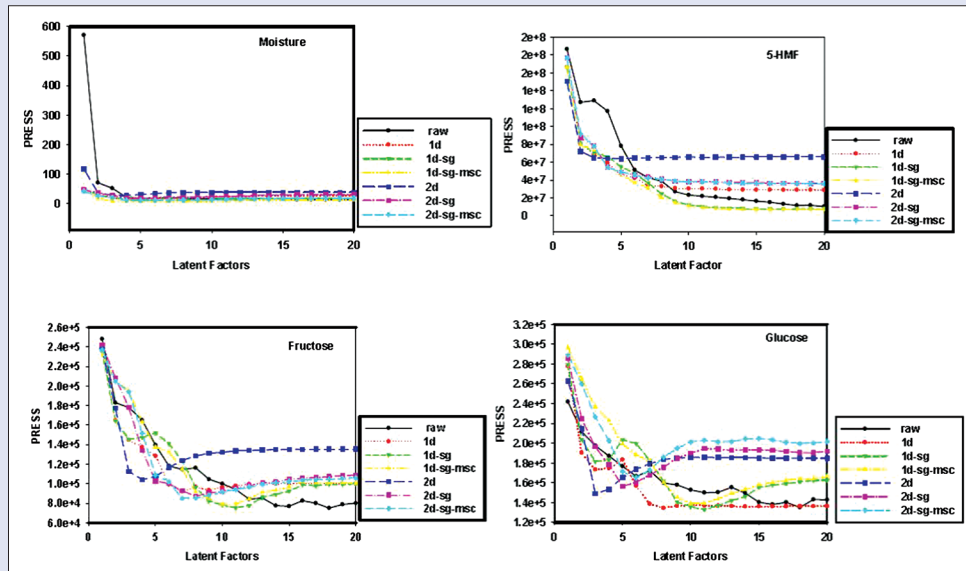 Moisture
600
500
400
300
200
100
0
PRESS
0 5 10 15 20
Latent Factors
raw
1d
1d-sg
1d-sg-msc
2d
2d-sg
2d-sg-msc
5-HMF
2e+8
2e+8
2e+8
1e+8
1e+8
1e+8
8e+7
6e+7
4e+7
2e+7
0
PRESS
0 5 10 15 20
Latent Factor
raw
1d
1d-sg
1d-sg-msc
2d
2d-sg
2d-sg-msc
Fructose
2.6e+5
2.4e+5
2.2e+5
2.0e+5
1.8e+5
1.6e+5
1.4e+5
1.2e+5
1.0e+5
8.0e+4
6.0e+4
PRESS
0 5 10 15 20
Latent Factors
raw
1d
1d-sg
1d-sg-msc
2d
2d-sg
2d-sg-msc
Glucose
3.2e+5
3.0e+5
2.8e+5
2.6e+5
2.4e+5
2.2e+5
2.0e+5
1.8e+5
1.6e+5
1.4e+5
1.2e+5
PRESS
0 5 10 15 20
Latent Factors
raw
1d
1d-sg
1d-sg-msc
2d
2d-sg
2d-sg-msc